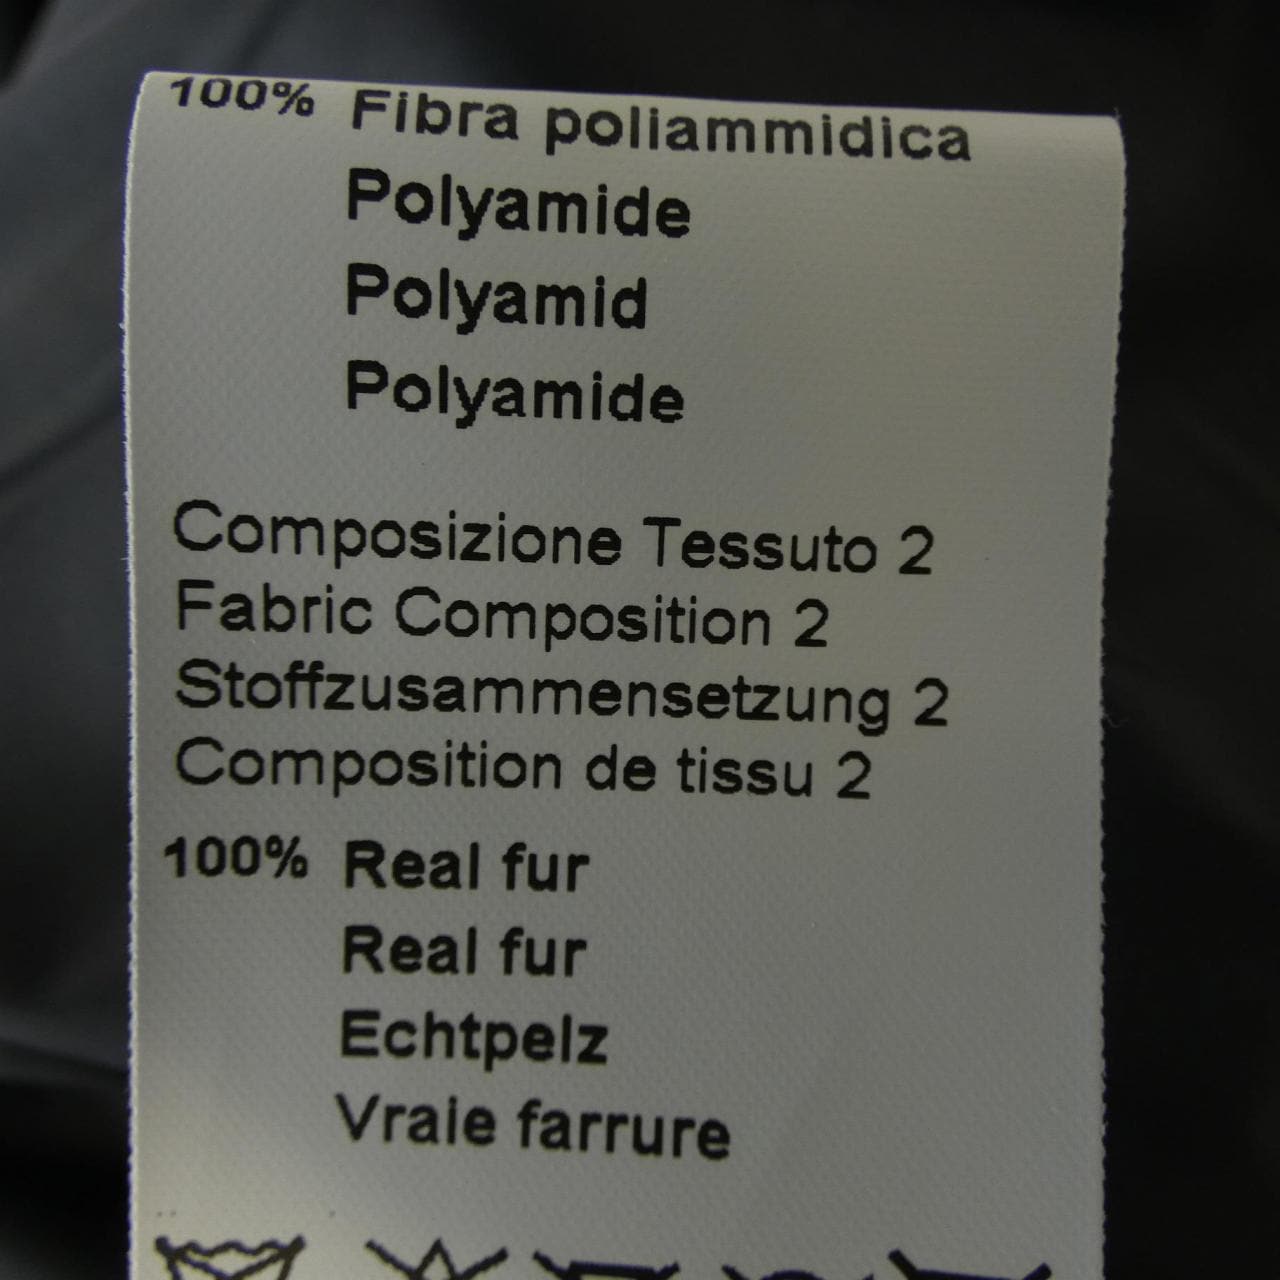 100% Fibra poliammidica
Polyamide
Polyamid
Polyamide
Composizione Tessuto 2
Fabric Composition 2
Stoffzusammensetzung 2
Composition de tissu 2
100% Real fur
Real fur
Echtpelz
Vraie farrure